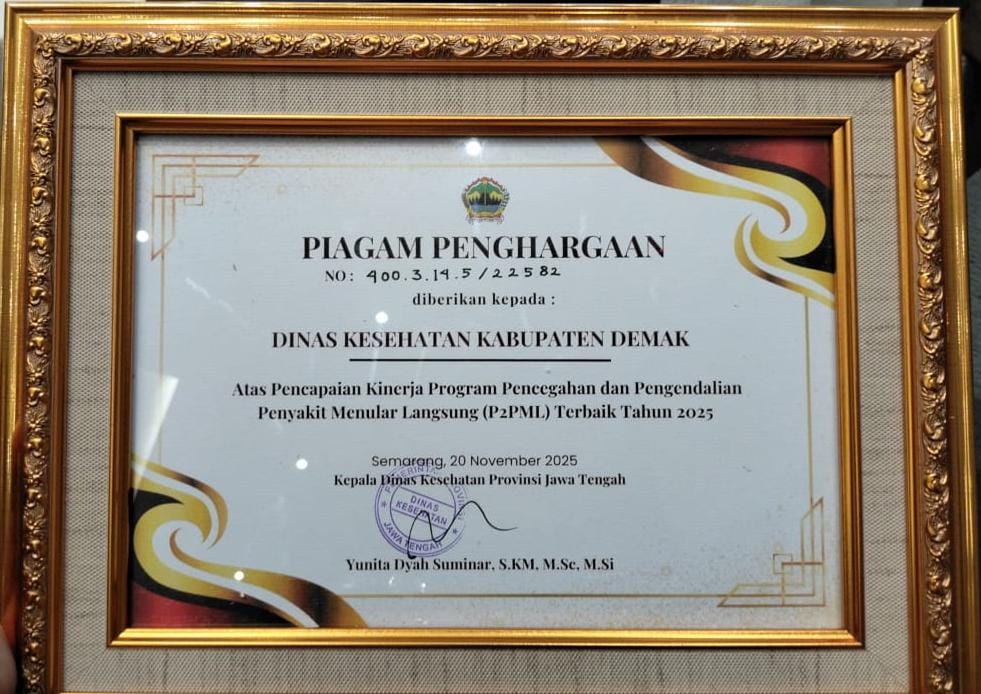 PIAGAM PENGHARGAAN
NO: 400.3.14.5/22582
diberikan kepada :
DINAS KESEHATAN KABUPATEN DEMAK
Atas Pencapaian Kinerja Program Pencegahan dan Pengendalian
Penyakit Menular Langsung (P2PML) Terbaik Tahun 2025
Semarang, 20 November 2025
Kepala Dinas Kesehatan Provinsi Jawa Tengah
DINAS
KESEHATAN
JAWA TENGAH
Yunita Dyah Suminar, S.KM, M.Sc, M.Si